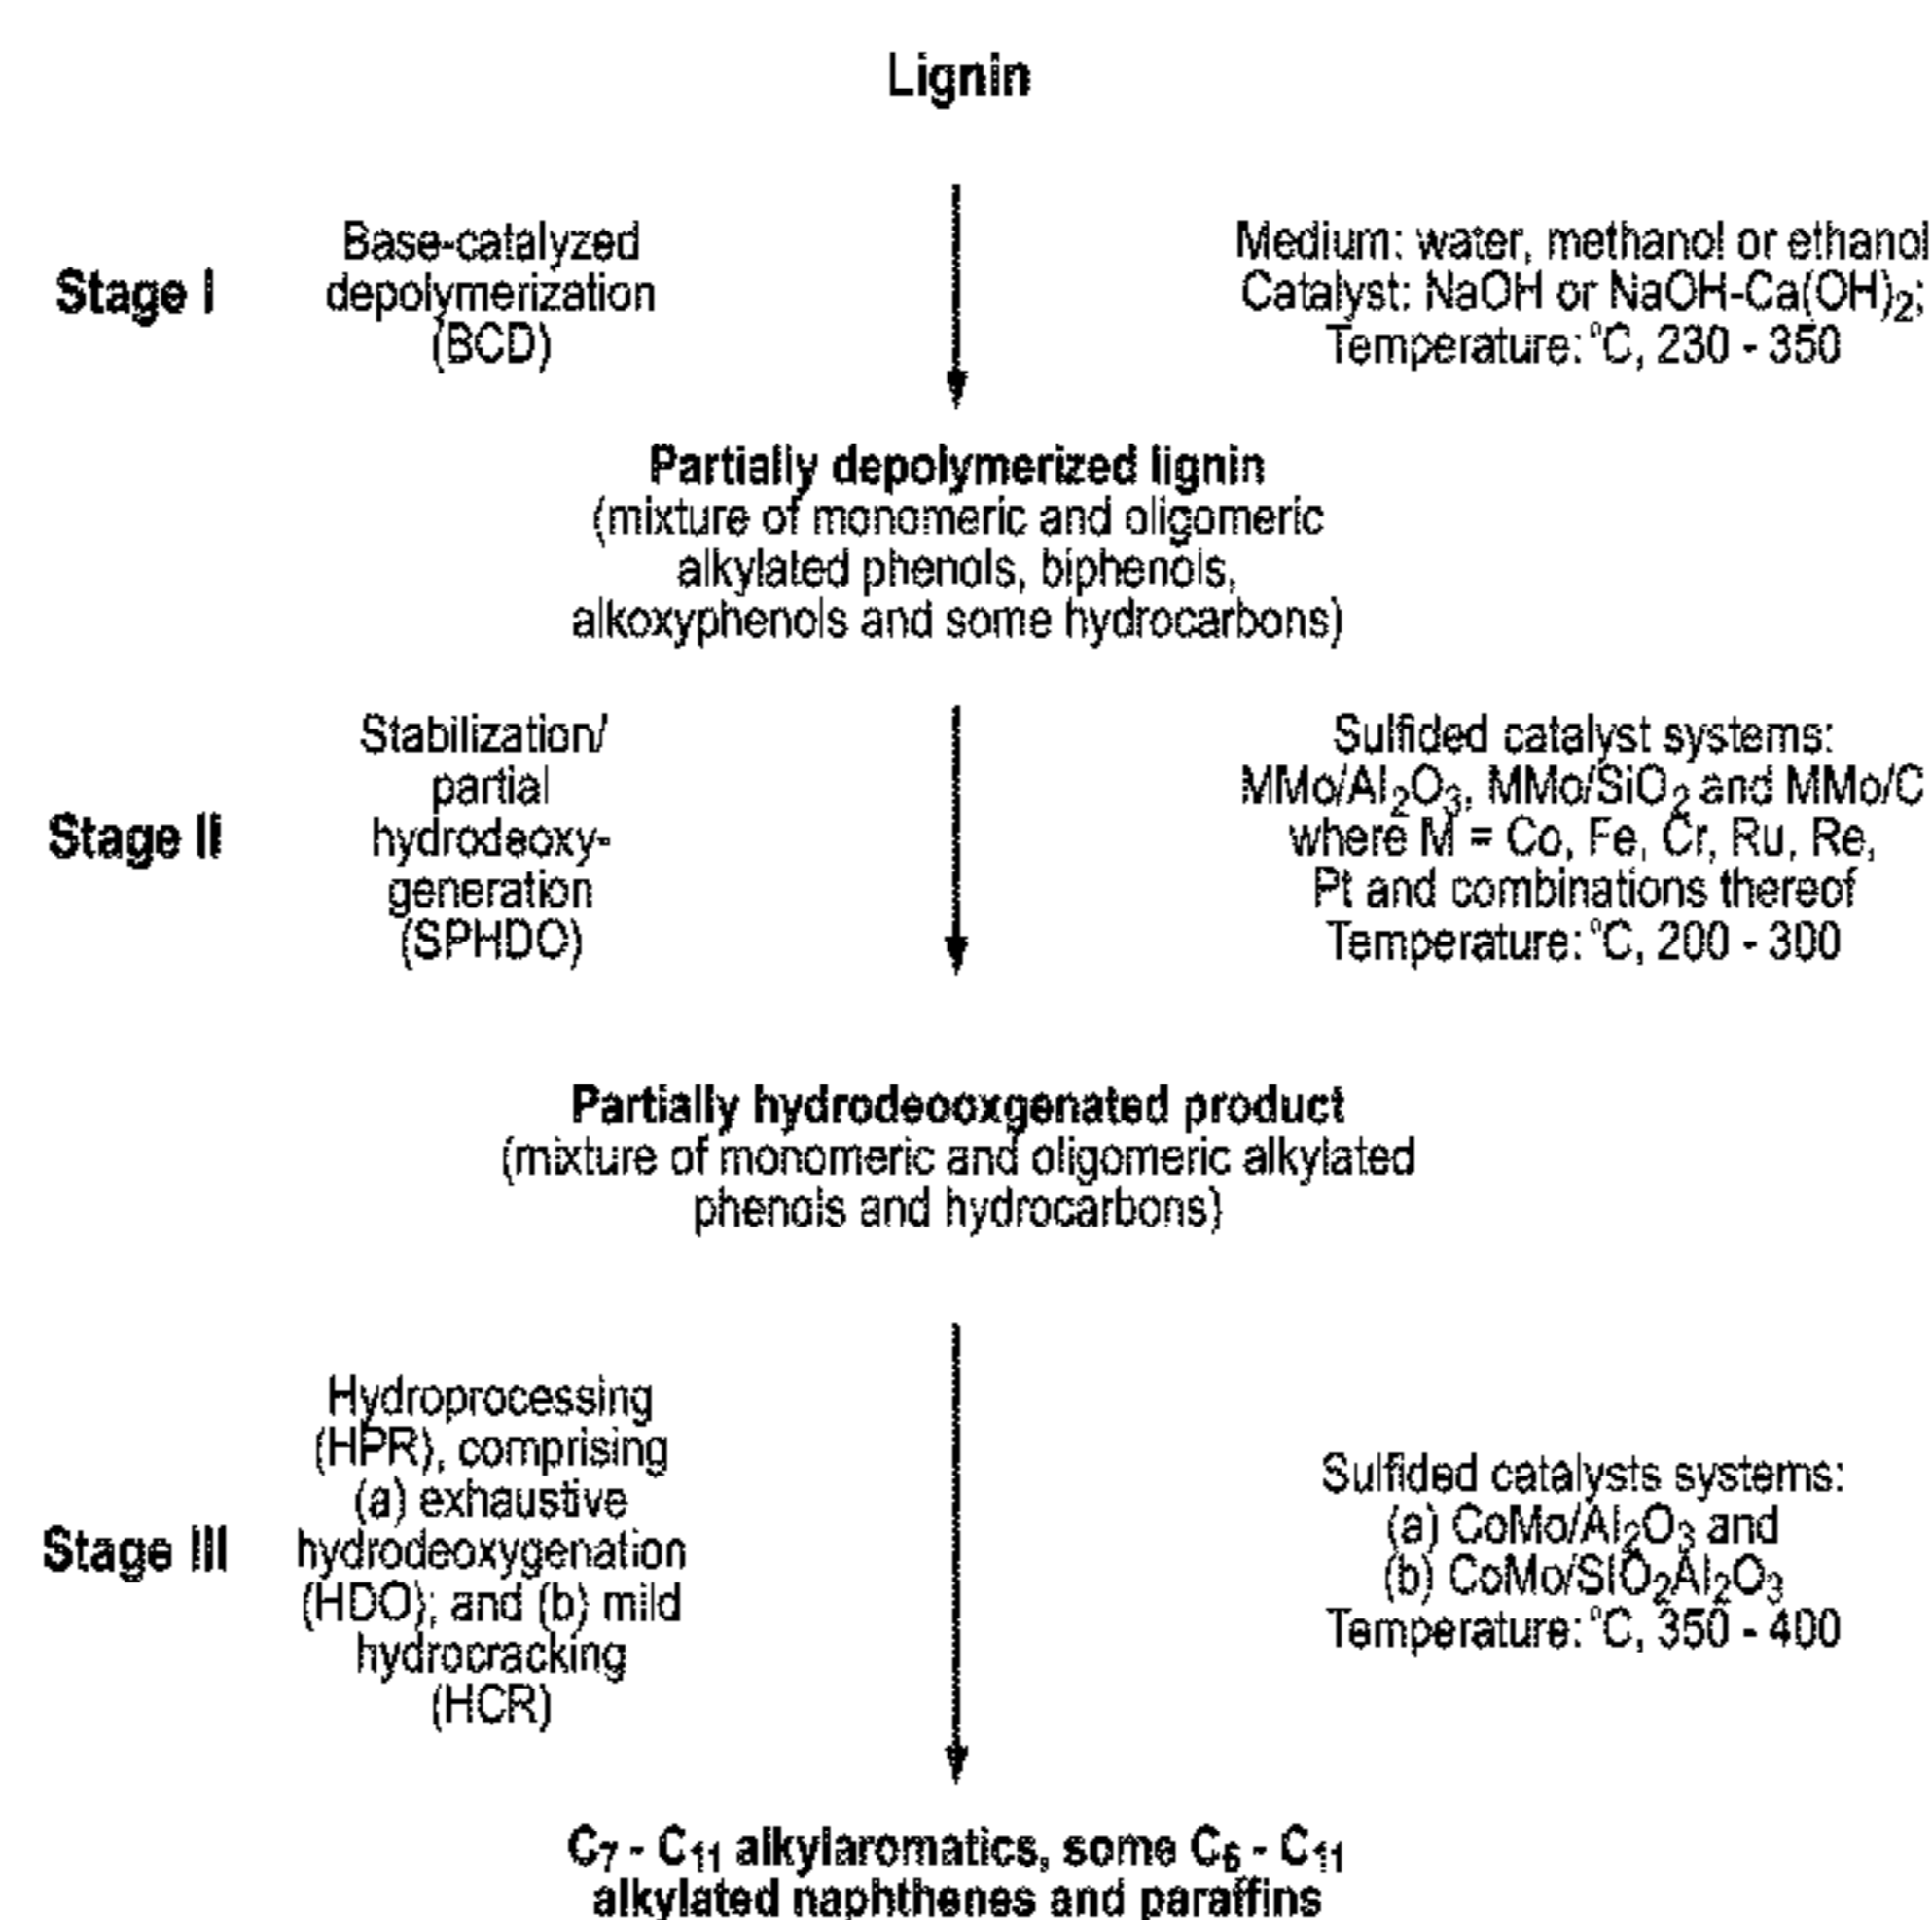 Lignin
Stage I
Base-catalyzed
depolymerization
(BCD)
Medium: water, methanol or ethanol
Catalyst: NaOH or NaOH-Ca(OH)₂;
Temperature: °C, 230 - 350
Partially depolymerized lignin
(mixture of monomeric and oligomeric
alkylated phenols, biphenols,
alkoxyphenols and some hydrocarbons)
Stage II
Stabilization/
partial
hydrodeoxy-
generation
(SPHDO)
Sulfided catalyst systems:
MMo/Al₂O₃, MMo/SiO₂ and MMo/C
where M = Co, Fe, Cr, Ru, Re,
Pt and combinations thereof
Temperature: °C, 200 - 300
Partially hydrodeooxgenated product
(mixture of monomeric and oligomeric alkylated
phenols and hydrocarbons)
Stage III
Hydroprocessing
(HPR), comprising
(a) exhaustive
hydrodeoxygenation
(HDO); and (b) mild
hydrocracking
(HCR)
Sulfided catalysts systems:
(a) CoMo/Al₂O₃ and
(b) CoMo/SIO₂Al₂O₃
Temperature: °C, 350 - 400
C₇ - C₁₁ alkylaromatics, some C₆ - C₁₁
alkylated naphthenes and paraffins